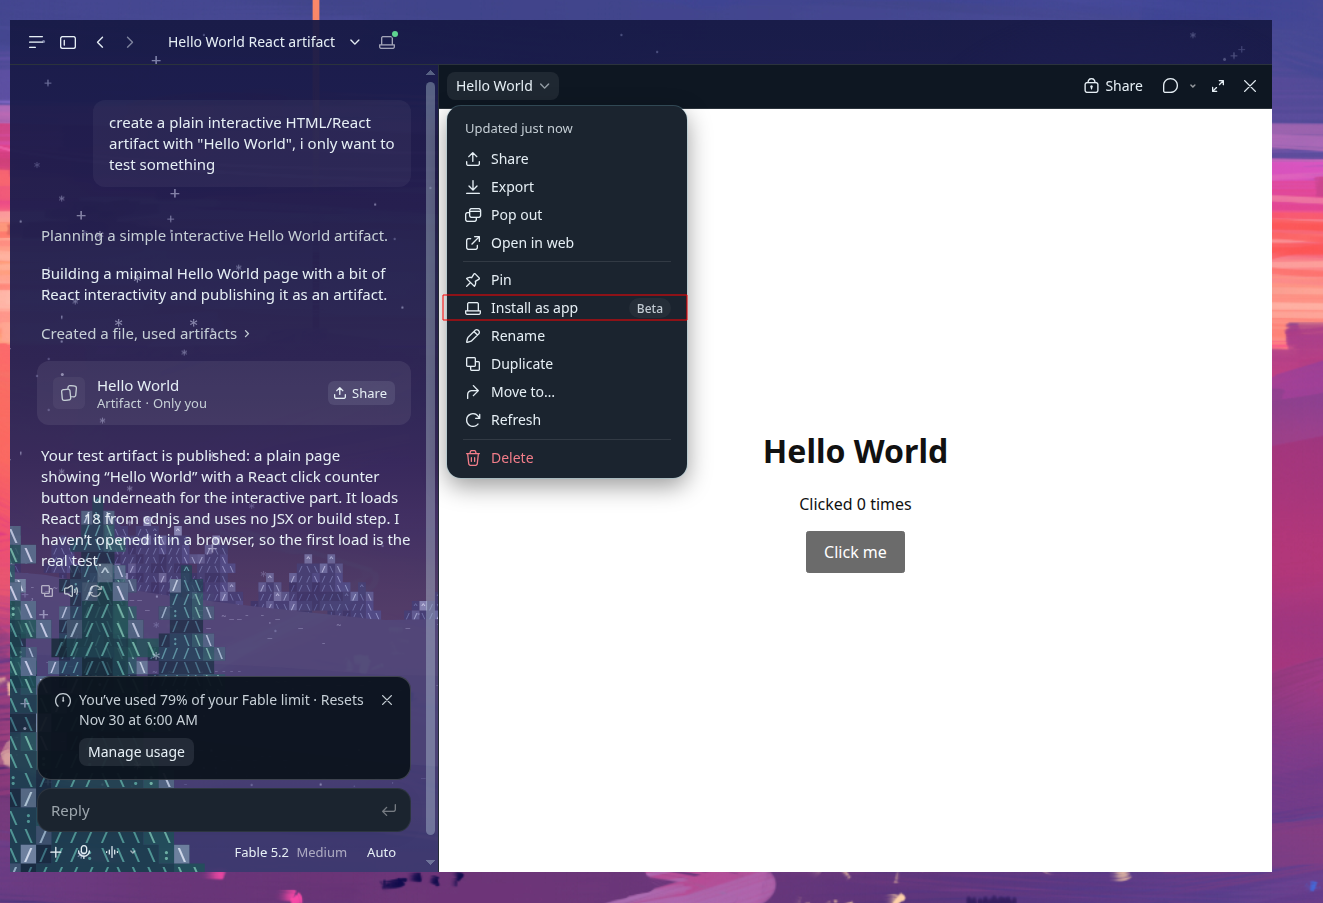 Hello World React artifact
create a plain interactive HTML/React
artifact with "Hello World", i only want to
test something
Planning a simple interactive Hello World artifact.
Building a minimal Hello World page with a bit of
React interactivity and publishing it as an artifact.
Created a file, used artifacts
Hello World
Artifact · Only you
Share
Your test artifact is published: a plain page
showing “Hello World” with a React click counter
button underneath for the interactive part. It loads
React 18 from cdnjs and uses no JSX or build step. I
haven’t opened it in a browser, so the first load is the
real test.
You’ve used 79% of your Fable limit · Resets
Nov 30 at 6:00 AM
Manage usage
Reply
Fable 5.2 Medium Auto
Hello World
Share
Updated just now
Share
Export
Pop out
Open in web
Pin
Install as app Beta
Rename
Duplicate
Move to...
Refresh
Delete
Hello World
Clicked 0 times
Click me